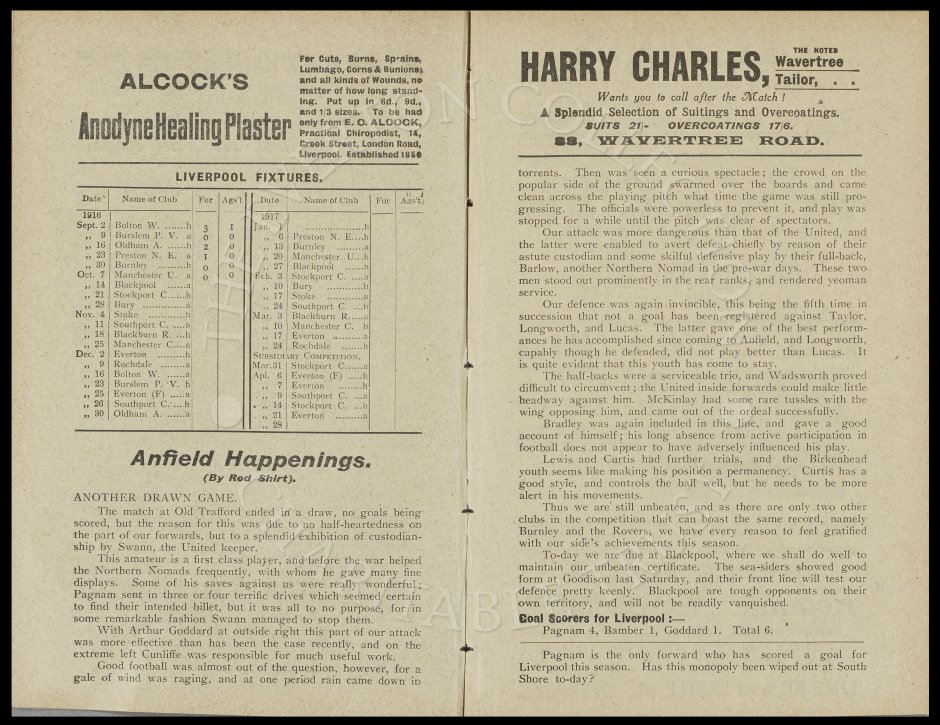 ALCOCK'S
Anodyne Healing Plaster
For Cuts, Burns, Sprains,
Lumbago, Corns & Bunions
and all kinds of Wounds, no
matter of how long stand-
ing. Put up in 6d., 9d.,
and 1/3 sizes. To be had
only from E. C. ALCOCK,
Practical Chiropodist, 14,
Crook Street, London Road,
Liverpool. Established 1850
LIVERPOOL FIXTURES.
Date Name of Club For Ags't
1916
Sept. 2 Bolton W. .......h 3 1
„ 9 Burslem P. V. a 0 0
„ 16 Oldham A. ......h 2 0
„ 23 Preston N. E. a 1 0
„ 30 Burnley ..........h 0 0
Oct. 7 Manchester U. a 0 0
„ 14 Blackpool ......a
„ 21 Stockport C......h
„ 28 Bury ..............a
Nov. 4 Stoke .............h
„ 11 Southport C. ....a
„ 18 Blackburn R. ...h
„ 25 Manchester C....a
Dec. 2 Everton .........h
„ 9 Rochdale .......a
„ 16 Bolton W. ......a
„ 23 Burslem P. V. h
„ 25 Everton (F) .....a
„ 26 Southport C. ... h
„ 30 Oldham A. ......a
Date Name of Club For Ags't.
1917
Jan. 1 ....................h
„ 6 Preston N. E....h
„ 13 Burnley ..........a
„ 20 Manchester U...h
„ 27 Blackpool ......h
Feb. 3 Stockport C. ....a
„ 10 Bury .............h
„ 17 Stoke .............a
„ 24 Southport C. ...h
Mar. 3 Blackburn R.....a
„ 10 Manchester C. h
„ 17 Everton ..........a
„ 24 Rochdale .......h
SUBSIDIARY COMPETITION.
Mar.31 Stockport C. ....a
Apl. 6 Everton (F) .....h
„ 7 Everton .........h
„ 9 Southport C. ...a
„ 14 Stockport C. ...h
„ 21 Everton .........a
„ 28
Anfield Happenings.
(By Red Shirt).
ANOTHER DRAWN GAME.
The match at Old Trafford ended in a draw, no goals being
scored, but the reason for this was due to no half-heartedness on
the part of our forwards, but to a splendid exhibition of custodian-
ship by Swann, the United keeper.
This amateur is a first class player, and before the war helped
the Northern Nomads frequently, with whom he gave many fine
displays. Some of his saves against us were really wonderful;
Pagnam sent in three or four terrific drives which seemed certain
to find their intended billet, but it was all to no purpose, for in
some remarkable fashion Swann managed to stop them.
With Arthur Goddard at outside right this part of our attack
was more effective than has been the case recently, and on the
extreme left Cunliffe was responsible for much useful work.
Good football was almost out of the question, however, for a
gale of wind was raging, and at one period rain came down in
HARRY CHARLES,
THE NOTED
Wavertree
Tailor, . .
Wants you to call after the Match!
A Splendid Selection of Suitings and Overcoatings.
SUITS 21/- OVERCOATINGS 17/6.
88, WAVERTREE ROAD.
torrents. Then was seen a curious spectacle; the crowd on the
popular side of the ground swarmed over the boards and came
clean across the playing pitch what time the game was still pro-
gressing. The officials were powerless to prevent it, and play was
stopped for a while until the pitch was clear of spectators.
Our attack was more dangerous than that of the United, and
the latter were enabled to avert defeat chiefly by reason of their
astute custodian and some skilful defensive play by their full-back,
Barlow, another Northern Nomad in the pre-war days. These two
men stood out prominently in the rear ranks, and rendered yeoman
service.
Our defence was again invincible, this being the fifth time in
succession that not a goal has been registered against Taylor,
Longworth, and Lucas. The latter gave one of the best perform-
ances he has accomplished since coming to Anfield, and Longworth,
capably though he defended, did not play better than Lucas. It
is quite evident that this youth has come to stay.
The half-backs were a serviceable trio, and Wadsworth proved
difficult to circumvent; the United inside forwards could make little
headway against him. McKinlay had some rare tussles with the
wing opposing him, and came out of the ordeal successfully.
Bradley was again included in this line, and gave a good
account of himself; his long absence from active participation in
football does not appear to have adversely influenced his play.
Lewis and Curtis had further trials, and the Birkenhead
youth seems like making his position a permanency. Curtis has a
good style, and controls the ball well, but he needs to be more
alert in his movements.
Thus we are still unbeaten, and as there are only two other
clubs in the competition that can boast the same record, namely
Burnley and the Rovers, we have every reason to feel gratified
with our side's achievements this season.
To-day we are due at Blackpool, where we shall do well to
maintain our unbeaten certificate. The sea-siders showed good
form at Goodison last Saturday, and their front line will test our
defence pretty keenly. Blackpool are tough opponents on their
own territory, and will not be readily vanquished.
Goal Scorers for Liverpool :—
Pagnam 4, Bamber 1, Goddard 1. Total 6.
Pagnam is the only forward who has scored a goal for
Liverpool this season. Has this monopoly been wiped out at South
Shore to-day?